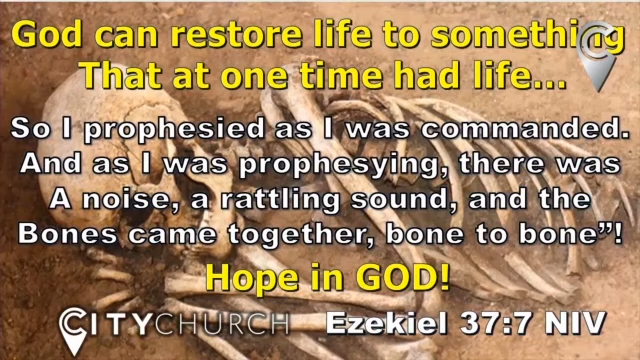 God can restore life to something
That at one time had life...
So I prophesied as I was commanded.
And as I was prophesying, there was
A noise, a rattling sound, and the
Bones came together, bone to bone”!
Hope in GOD!
CITYCHURCH Ezekiel 37:7 NIV